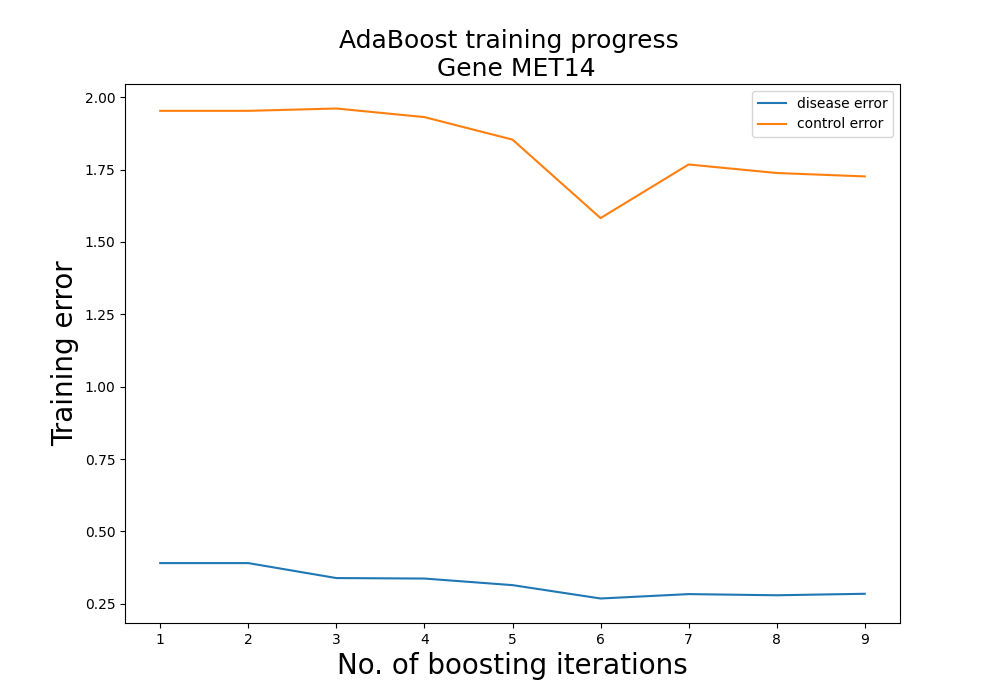 AdaBoost training progress
Gene MET14
disease error
control error
2.00
1.75
1.50
1.25
1.00
0.75
0.50
0.25
Training error
1 2 3 4 5 6 7 8 9
No. of boosting iterations